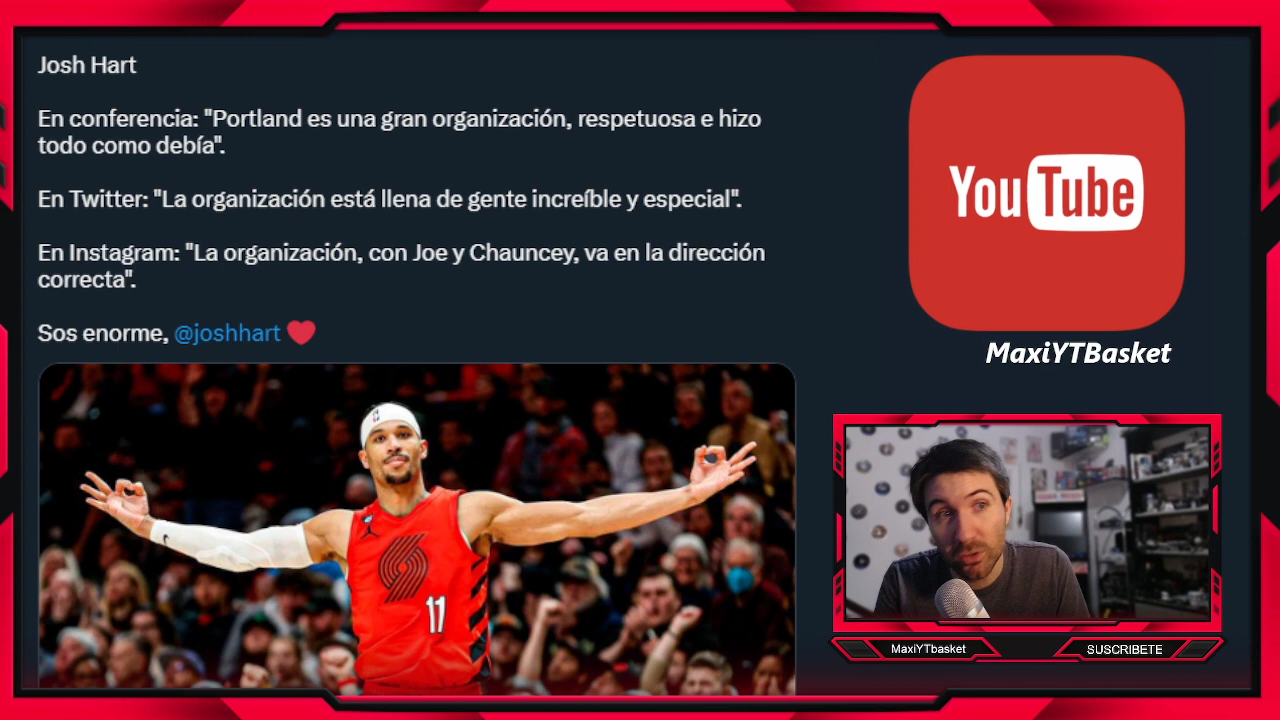 Josh Hart
En conferencia: "Portland es una gran organización, respetuosa e hizo
todo como debía".
En Twitter: "La organización está llena de gente increíble y especial".
En Instagram: "La organización, con Joe y Chauncey, va en la dirección
correcta".
Sos enorme, @joshhart
11
YouTube
MaxiYTBasket
MaxiYTbasket
SUSCRIBETE